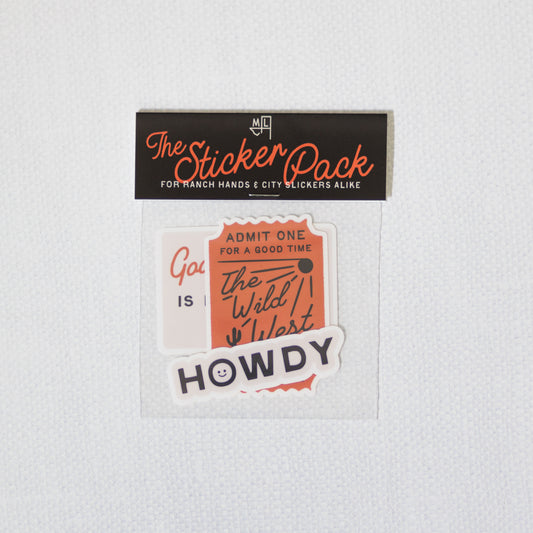 ML
The Sticker Pack
FOR RANCH HANDS & CITY SLICKERS ALIKE
ADMIT ONE
FOR A GOOD TIME
The
Wild
West
IS
HOWDY